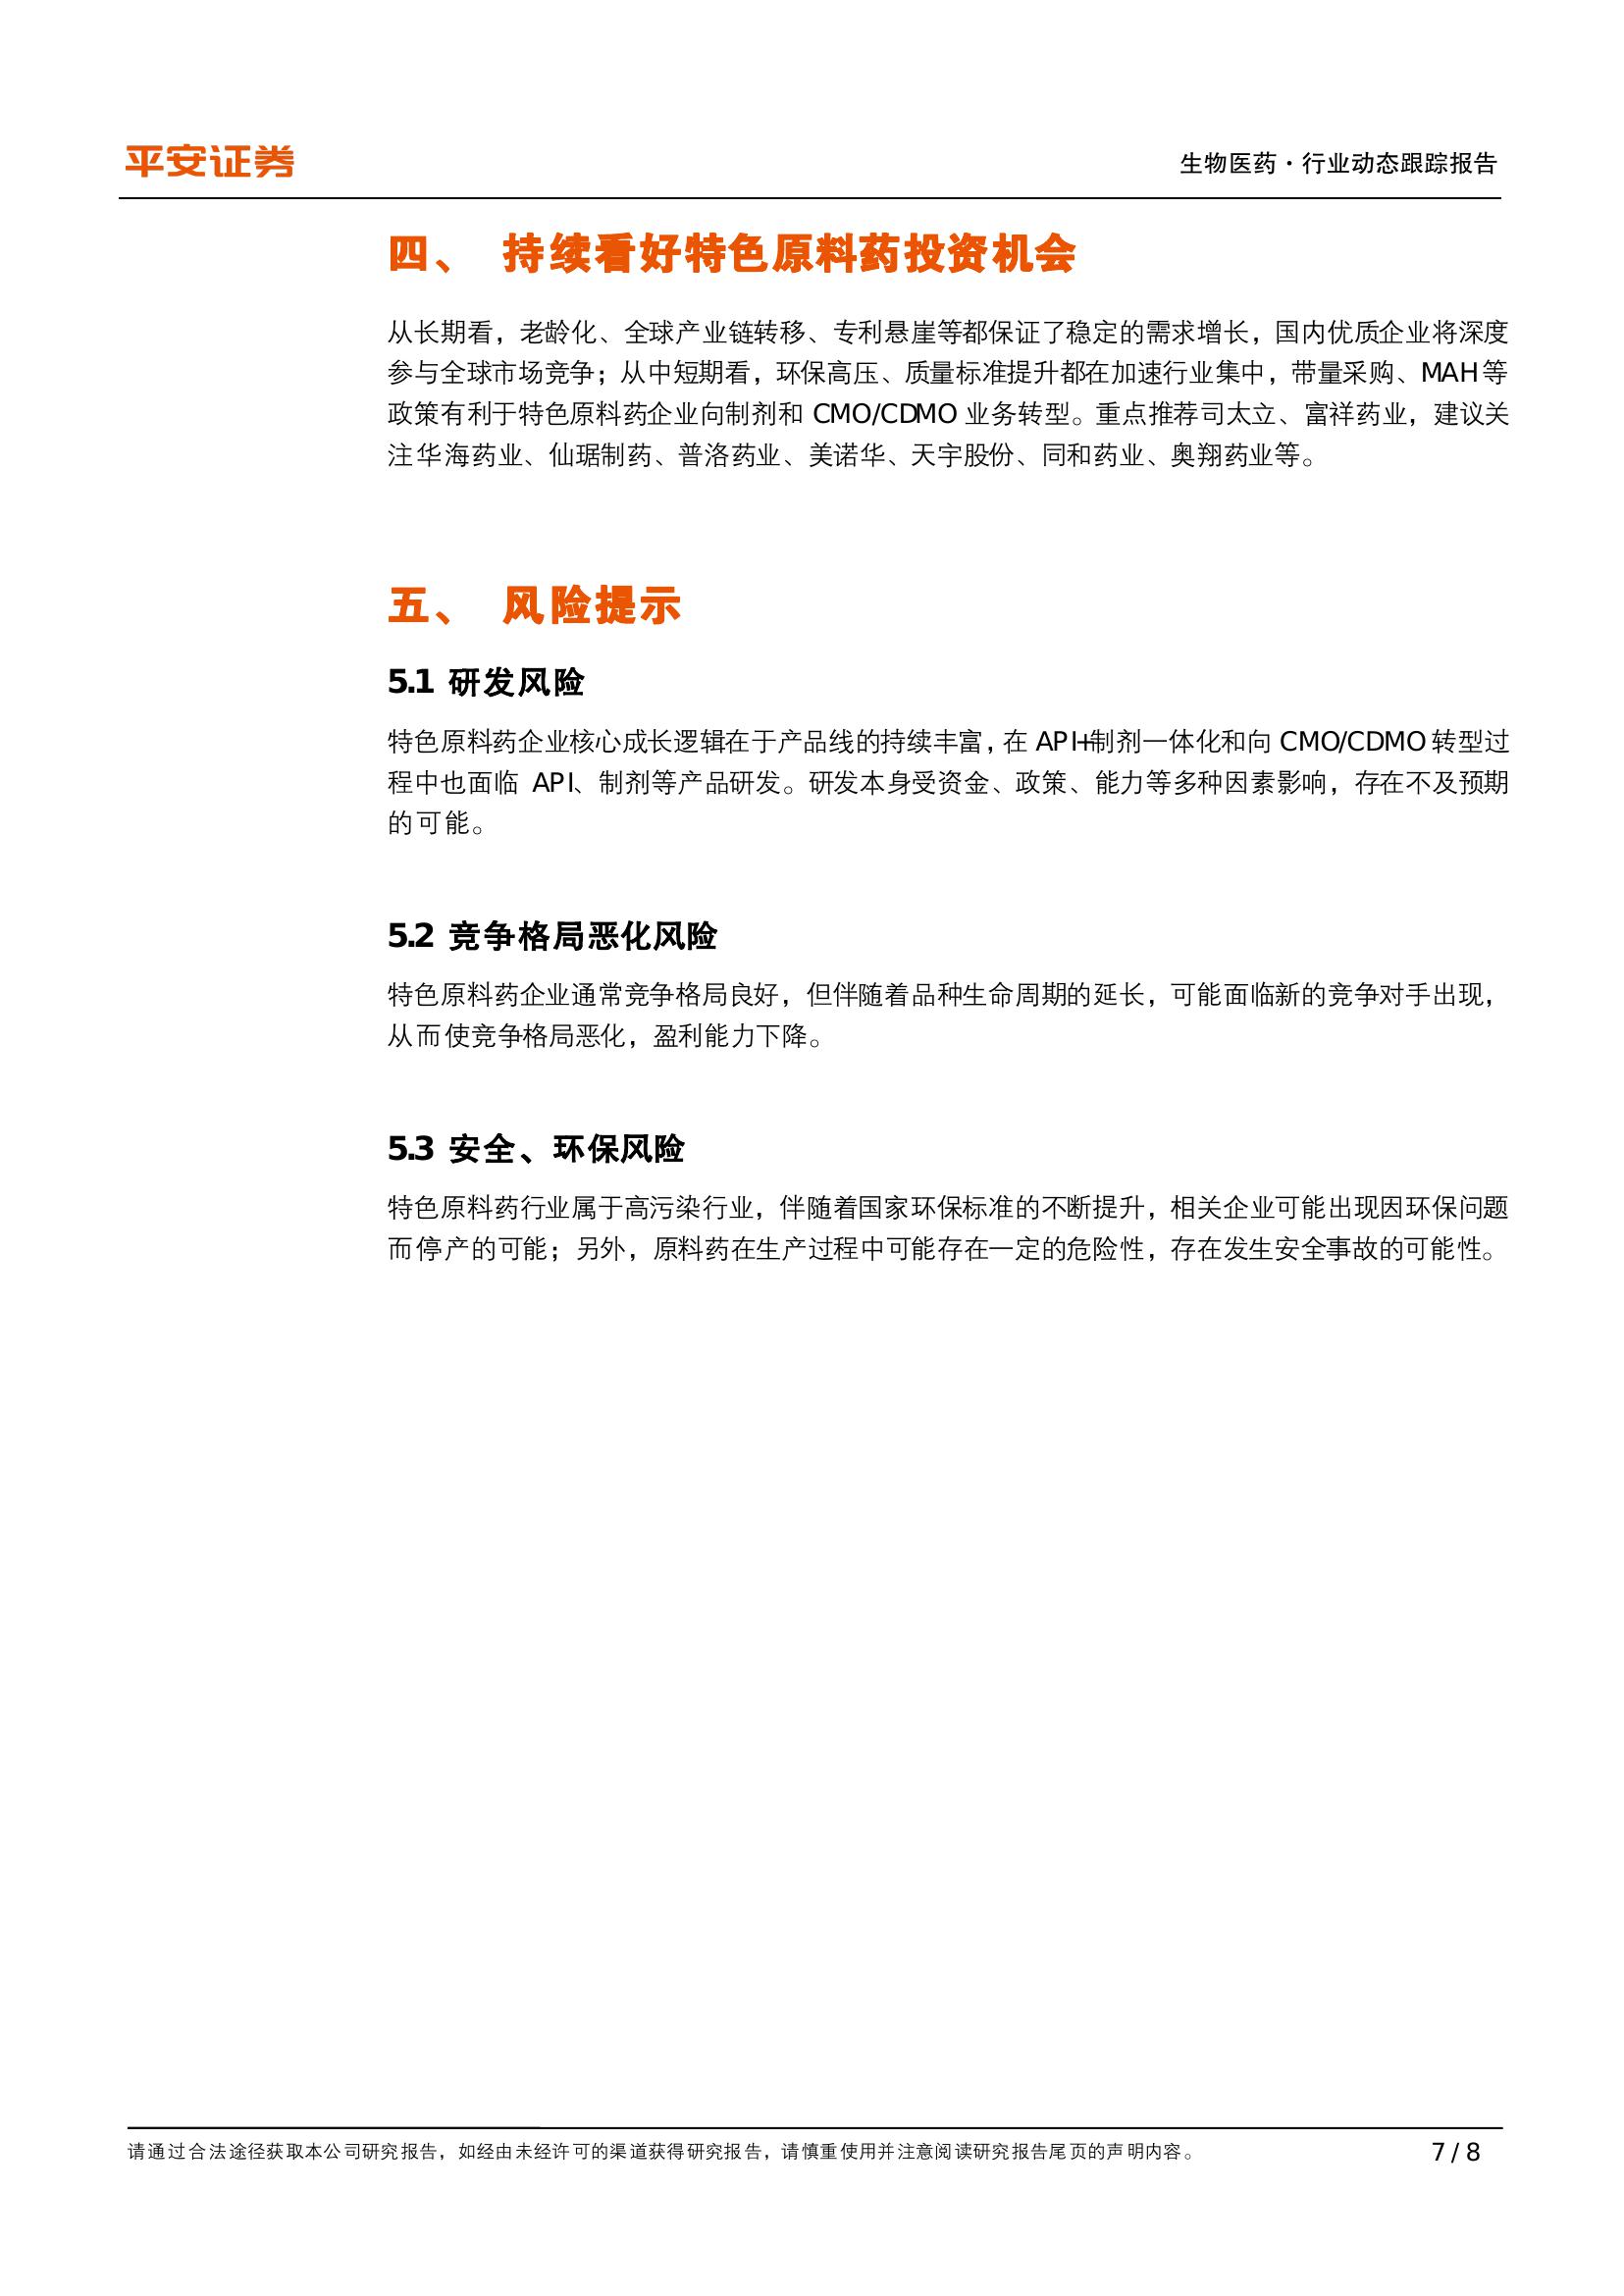 平安证券
生物医药·行业动态跟踪报告
四、 持续看好特色原料药投资机会
从长期看，老龄化、全球产业链转移、专利悬崖等都保证了稳定的需求增长，国内优质企业将深度
参与全球市场竞争；从中短期看，环保高压、质量标准提升都在加速行业集中，带量采购、MAH 等
政策有利于特色原料药企业向制剂和 CMO/CDMO 业务转型。重点推荐司太立、富祥药业，建议关
注华海药业、仙琚制药、普洛药业、美诺华、天宇股份、同和药业、奥翔药业等。
五、 风险提示
5.1 研发风险
特色原料药企业核心成长逻辑在于产品线的持续丰富，在 API+制剂一体化和向 CMO/CDMO 转型过
程中也面临 API、制剂等产品研发。研发本身受资金、政策、能力等多种因素影响，存在不及预期
的可能。
5.2 竞争格局恶化风险
特色原料药企业通常竞争格局良好，但伴随着品种生命周期的延长，可能面临新的竞争对手出现，
从而使竞争格局恶化，盈利能力下降。
5.3 安全、环保风险
特色原料药行业属于高污染行业，伴随着国家环保标准的不断提升，相关企业可能出现因环保问题
而停产的可能；另外，原料药在生产过程中可能存在一定的危险性，存在发生安全事故的可能性。
请通过合法途径获取本公司研究报告，如经由未经许可的渠道获得研究报告，请慎重使用并注意阅读研究报告尾页的声明内容。
7 / 8